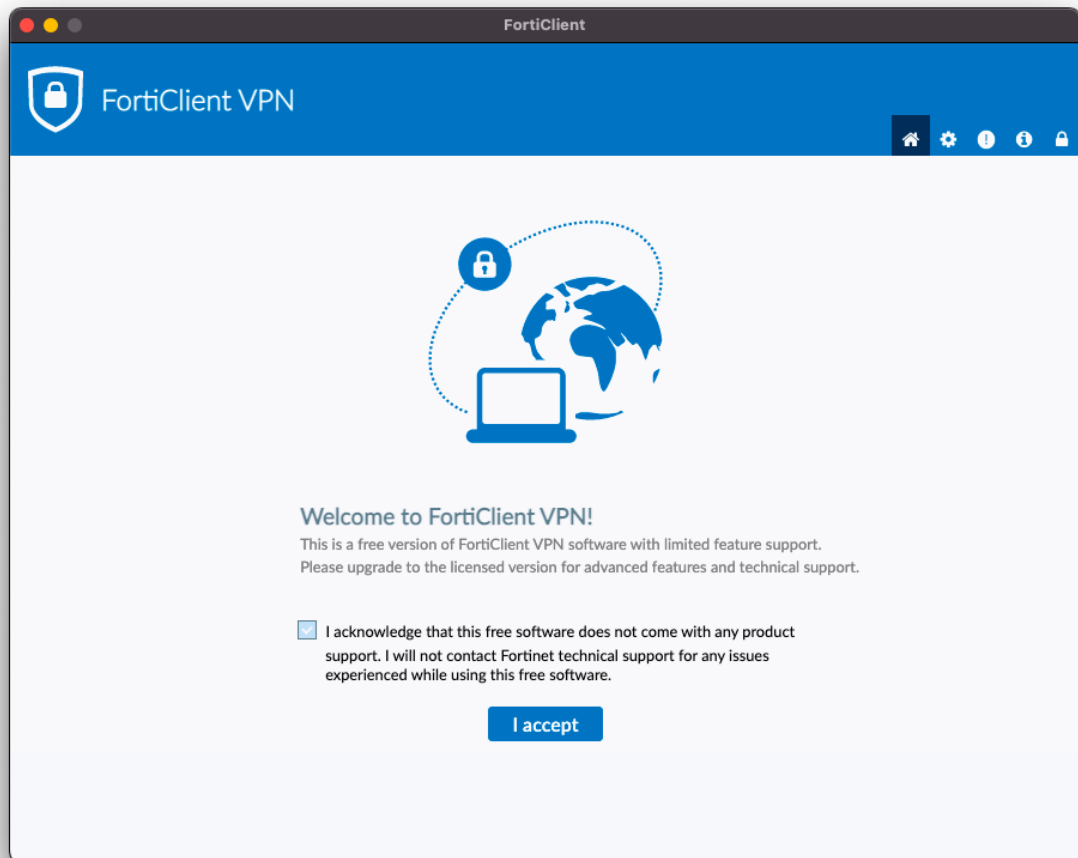 FortiClient
FortiClient VPN
Welcome to FortiClient VPN!
This is a free version of FortiClient VPN software with limited feature support.
Please upgrade to the licensed version for advanced features and technical support.
I acknowledge that this free software does not come with any product
support. I will not contact Fortinet technical support for any issues
experienced while using this free software.
I accept